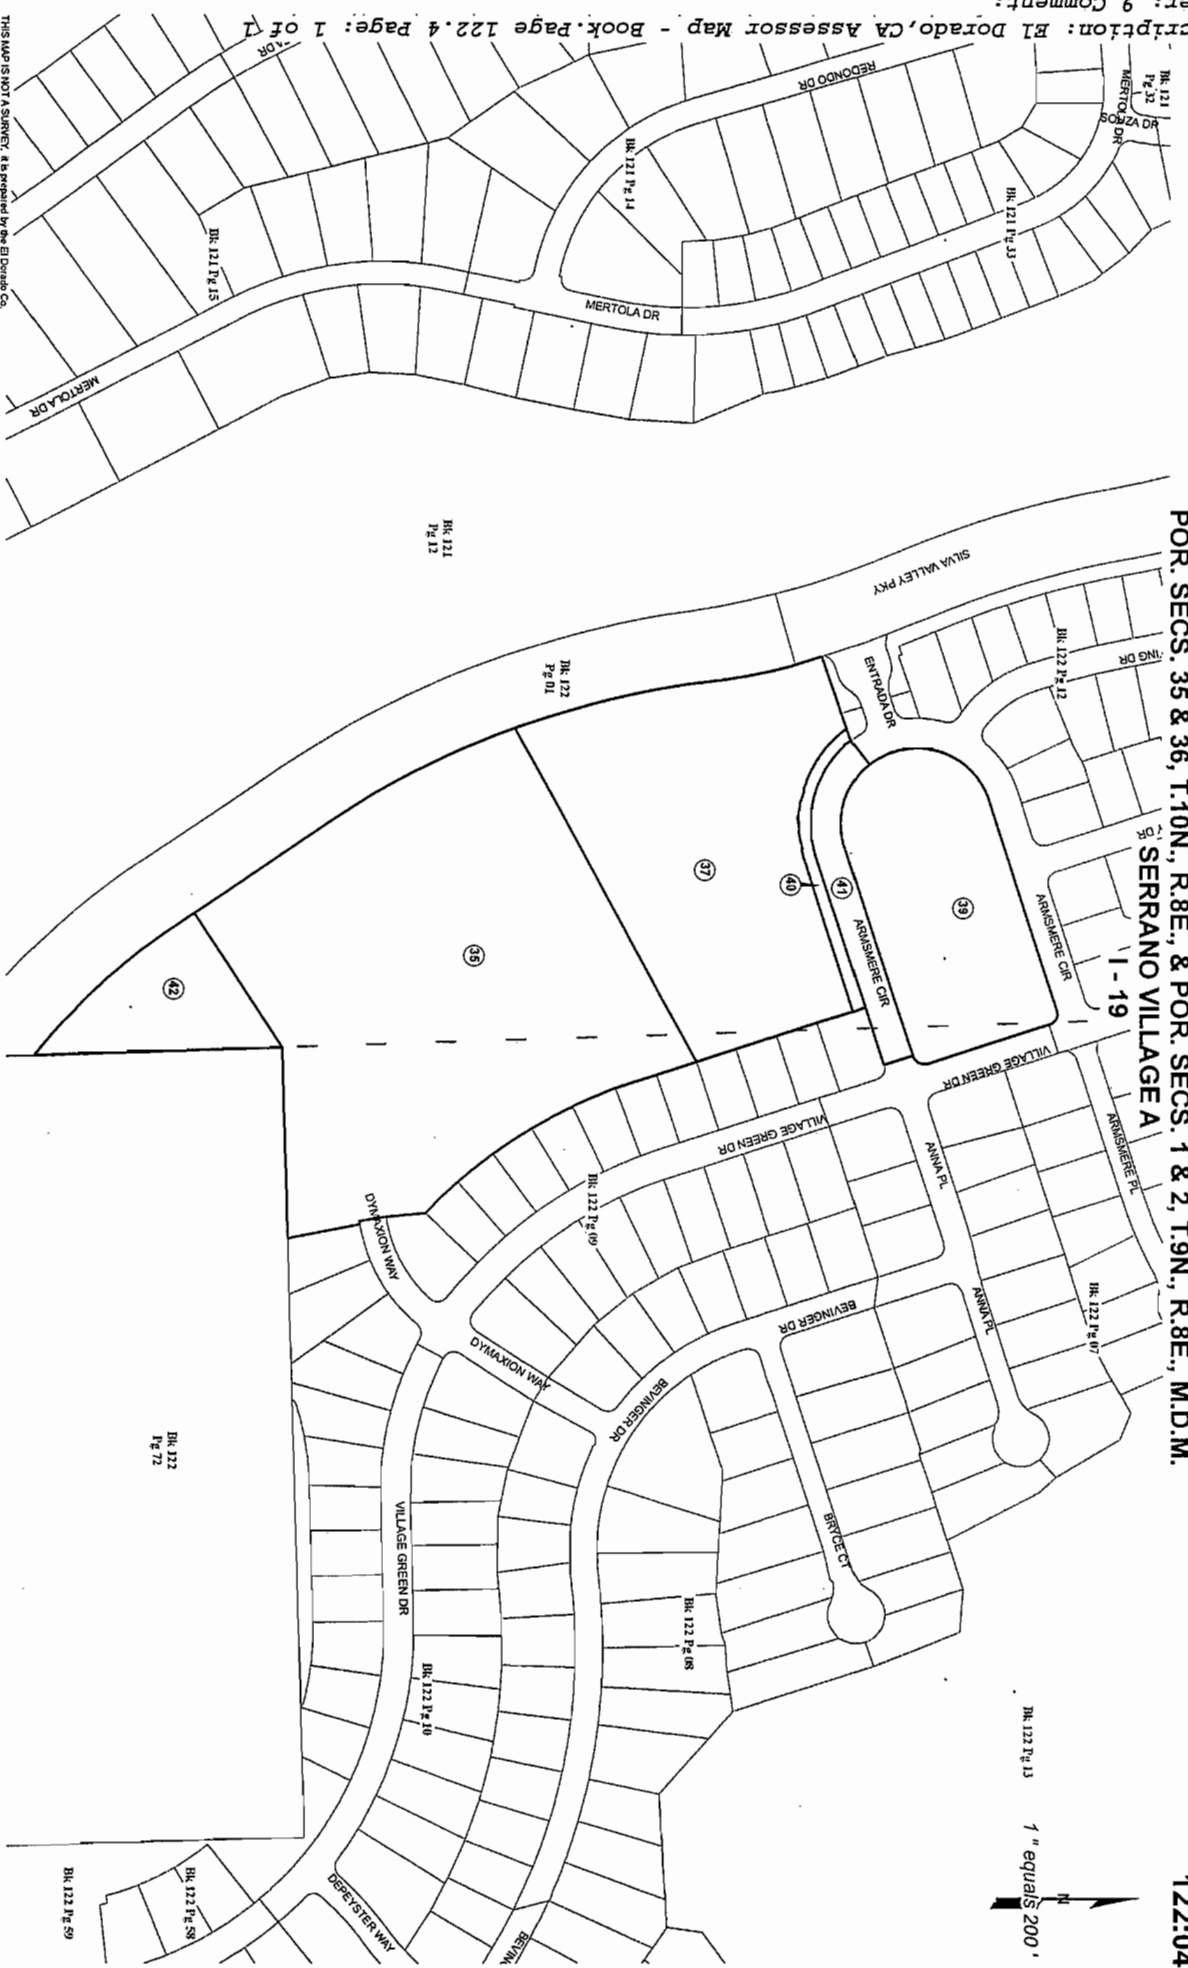 POR. SECS. 35 & 36, T.10N., R.8E., & POR. SECS. 1 & 2, T.9N., R.8E., M.D.M.
SERRANO VILLAGE A
I - 19
122:04
1 " equals 200 '
N
Bk 121
Pg 32
MERTOLA DR
SOUZA DR
REDONDO DR
Bk 121 Pg 14
Bk 121 Pg 33
MERTOLA DR
Bk 121 Pg 15
MERTOLA DR
Bk 121
Pg 12
SILVA VALLEY PKY
Bk 122
Pg 01
ENTRADA DR
Bk 122 Pg 12
ARMSMERE CIR
39
41
40
ARMSMERE CIR
37
35
42
VILLAGE GREEN DR
ARMSMERE PL
ANNA PL
VILLAGE GREEN DR
Bk 122 Pg 09
Bk 122 Pg 07
ANNA PL
BEVINGER DR
DYMAXION WAY
DYMAXION WAY
BEVINGER DR
BRYCE CT
VILLAGE GREEN DR
Bk 122
Pg 72
Bk 122 Pg 08
Bk 122 Pg 10
Bk 122 Pg 13
DEPEYSTER WAY
BEVIN
Bk 122 Pg 58
Bk 122 Pg 59
THIS MAP IS NOT A SURVEY. It is prepared by the El Dorado Co.
cription: El Dorado,CA Assessor Map - Book.Page 122.4 Page: 1 of 1
er: 9 Comment: